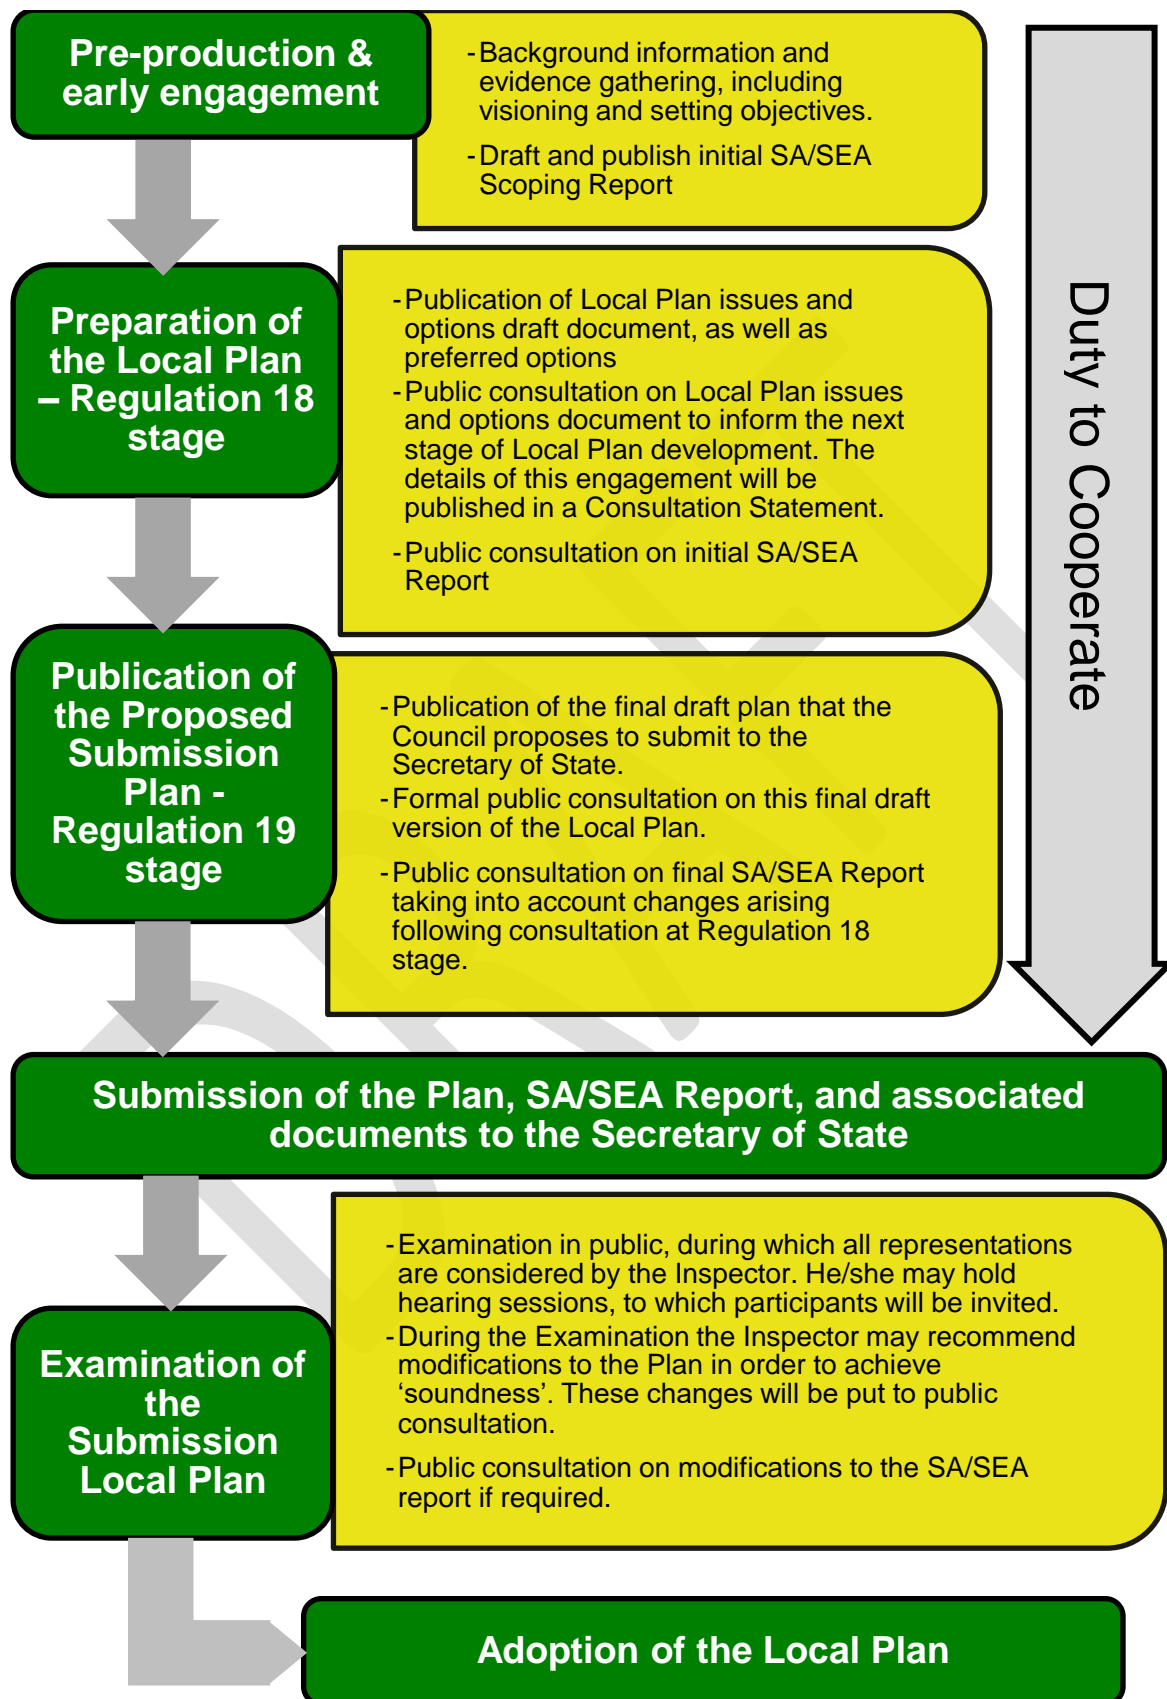 Pre-production &
early engagement
-Background information and
evidence gathering, including
visioning and setting objectives.
-Draft and publish initial SA/SEA
Scoping Report
Preparation of
the Local Plan
– Regulation 18
stage
-Publication of Local Plan issues and
options draft document, as well as
preferred options
-Public consultation on Local Plan issues
and options document to inform the next
stage of Local Plan development. The
details of this engagement will be
published in a Consultation Statement.
-Public consultation on initial SA/SEA
Report
Duty to Cooperate
Publication of
the Proposed
Submission
Plan -
Regulation 19
stage
-Publication of the final draft plan that the
Council proposes to submit to the
Secretary of State.
-Formal public consultation on this final draft
version of the Local Plan.
-Public consultation on final SA/SEA Report
taking into account changes arising
following consultation at Regulation 18
stage.
Submission of the Plan, SA/SEA Report, and associated
documents to the Secretary of State
Examination of
the
Submission
Local Plan
-Examination in public, during which all representations
are considered by the Inspector. He/she may hold
hearing sessions, to which participants will be invited.
-During the Examination the Inspector may recommend
modifications to the Plan in order to achieve
‘soundness’. These changes will be put to public
consultation.
-Public consultation on modifications to the SA/SEA
report if required.
Adoption of the Local Plan
DRAFT